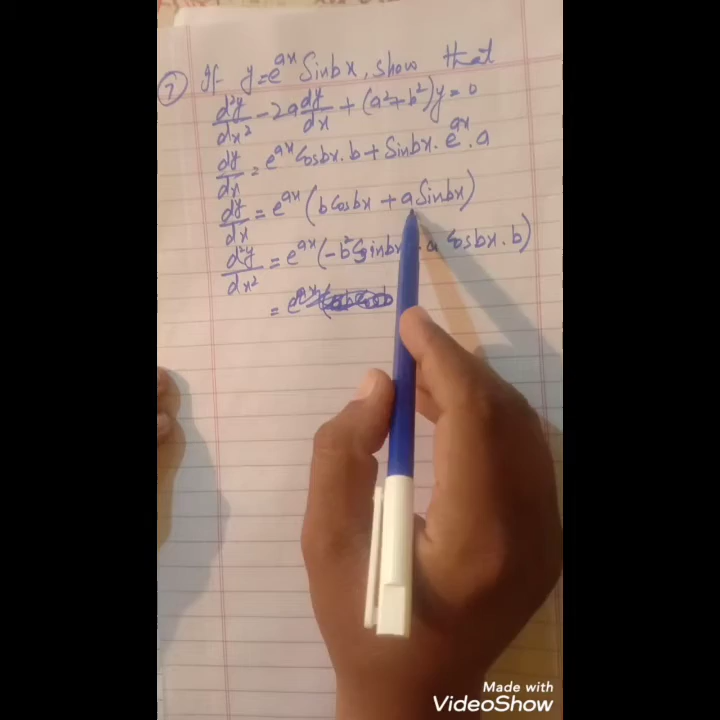 7 If y=e^ax Sinbx, show that
d²y/dx² - 2a dy/dx + (a²+b²)y=0
dy/dx = e^ax Cosbx. b + Sinbx. e^ax . a
dy/dx = e^ax (b Cosbx + a Sinbx)
d²y/dx² = e^ax (-b² Sinbx a Cosbx. b)
= e^ax
Made with
VideoShow